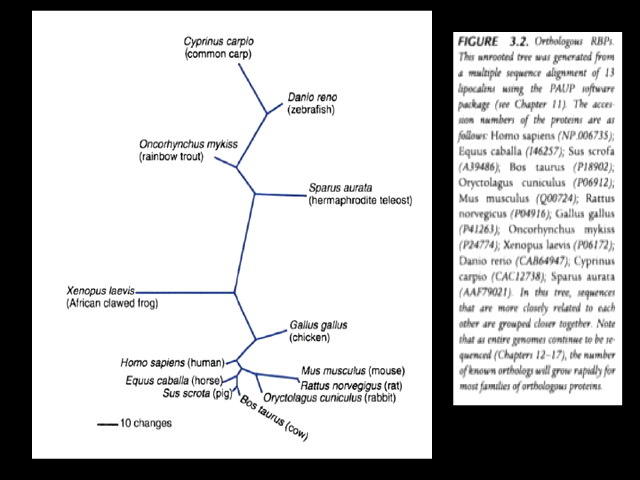 Cyprinus carpio
(common carp)
Danio reno
(zebrafish)
Oncorhynchus mykiss
(rainbow trout)
Sparus aurata
(hermaphrodite teleost)
Xenopus laevis
(African clawed frog)
Gallus gallus
(chicken)
Homo sapiens (human)
Mus musculus (mouse)
Equus caballa (horse)
Rattus norvegigus (rat)
Sus scrota (pig)
Oryctolagus cuniculus (rabbit)
Bos taurus (cow)
10 changes
FIGURE 3.2. Orthologous RBPs.
This unrooted tree was generated from
a multiple sequence alignment of 13
lipocalins using the PAUP software
package (see Chapter 11). The acces-
sion numbers of the proteins are as
follows: Homo sapiens (NP_006735);
Equus caballa (I46257); Sus scrofa
(A39486); Bos taurus (P18902);
Oryctolagus cuniculus (P06912);
Mus musculus (Q00724); Rattus
norvegicus (P04916); Gallus gallus
(P41263); Oncorhynchus mykiss
(P24774); Xenopus laevis (P06172);
Danio rerio (CAB64947); Cyprinus
carpio (CAC12738); Sparus aurata
(AAF79021). In this tree, sequences
that are more closely related to each
other are grouped closer together. Note
that as entire genomes continue to be se-
quenced (Chapters 12–17), the number
of known orthologs will grow rapidly for
most families of orthologous proteins.